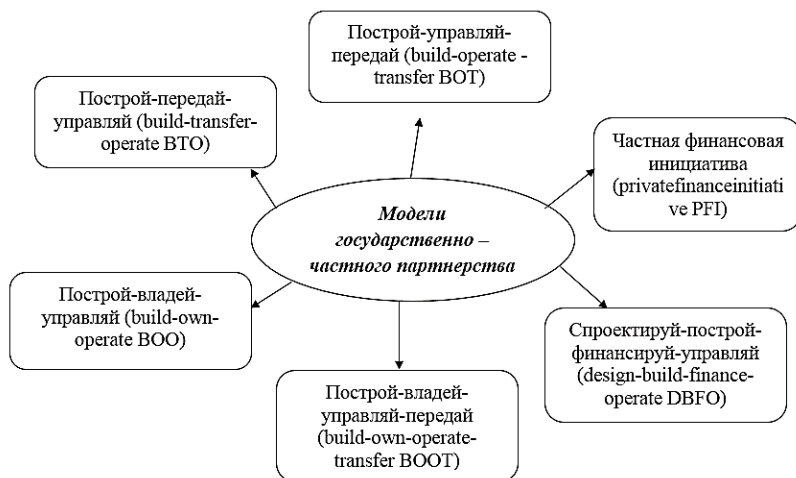 Построй-управляй-
передай (build-operate -
transfer BOT)
Построй-передай-
управляй (build-transfer-
operate BTO)
Частная финансовая
инициатива
(privatefinanceinitiati
ve PFI)
Модели
государственно –
частного партнерства
Построй-владей-
управляй (build-own-
operate BOO)
Спроектируй-построй-
финансируй-управляй
(design-build-finance-
operate DBFO)
Построй-владей-
управляй-передай
(build-own-operate-
transfer BOOT)